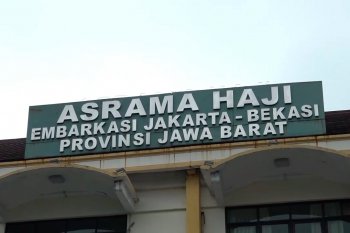 ASRAMA HAJI
EMBARKASI JAKARTA - BEKASI
PROVINSI JAWA BARAT